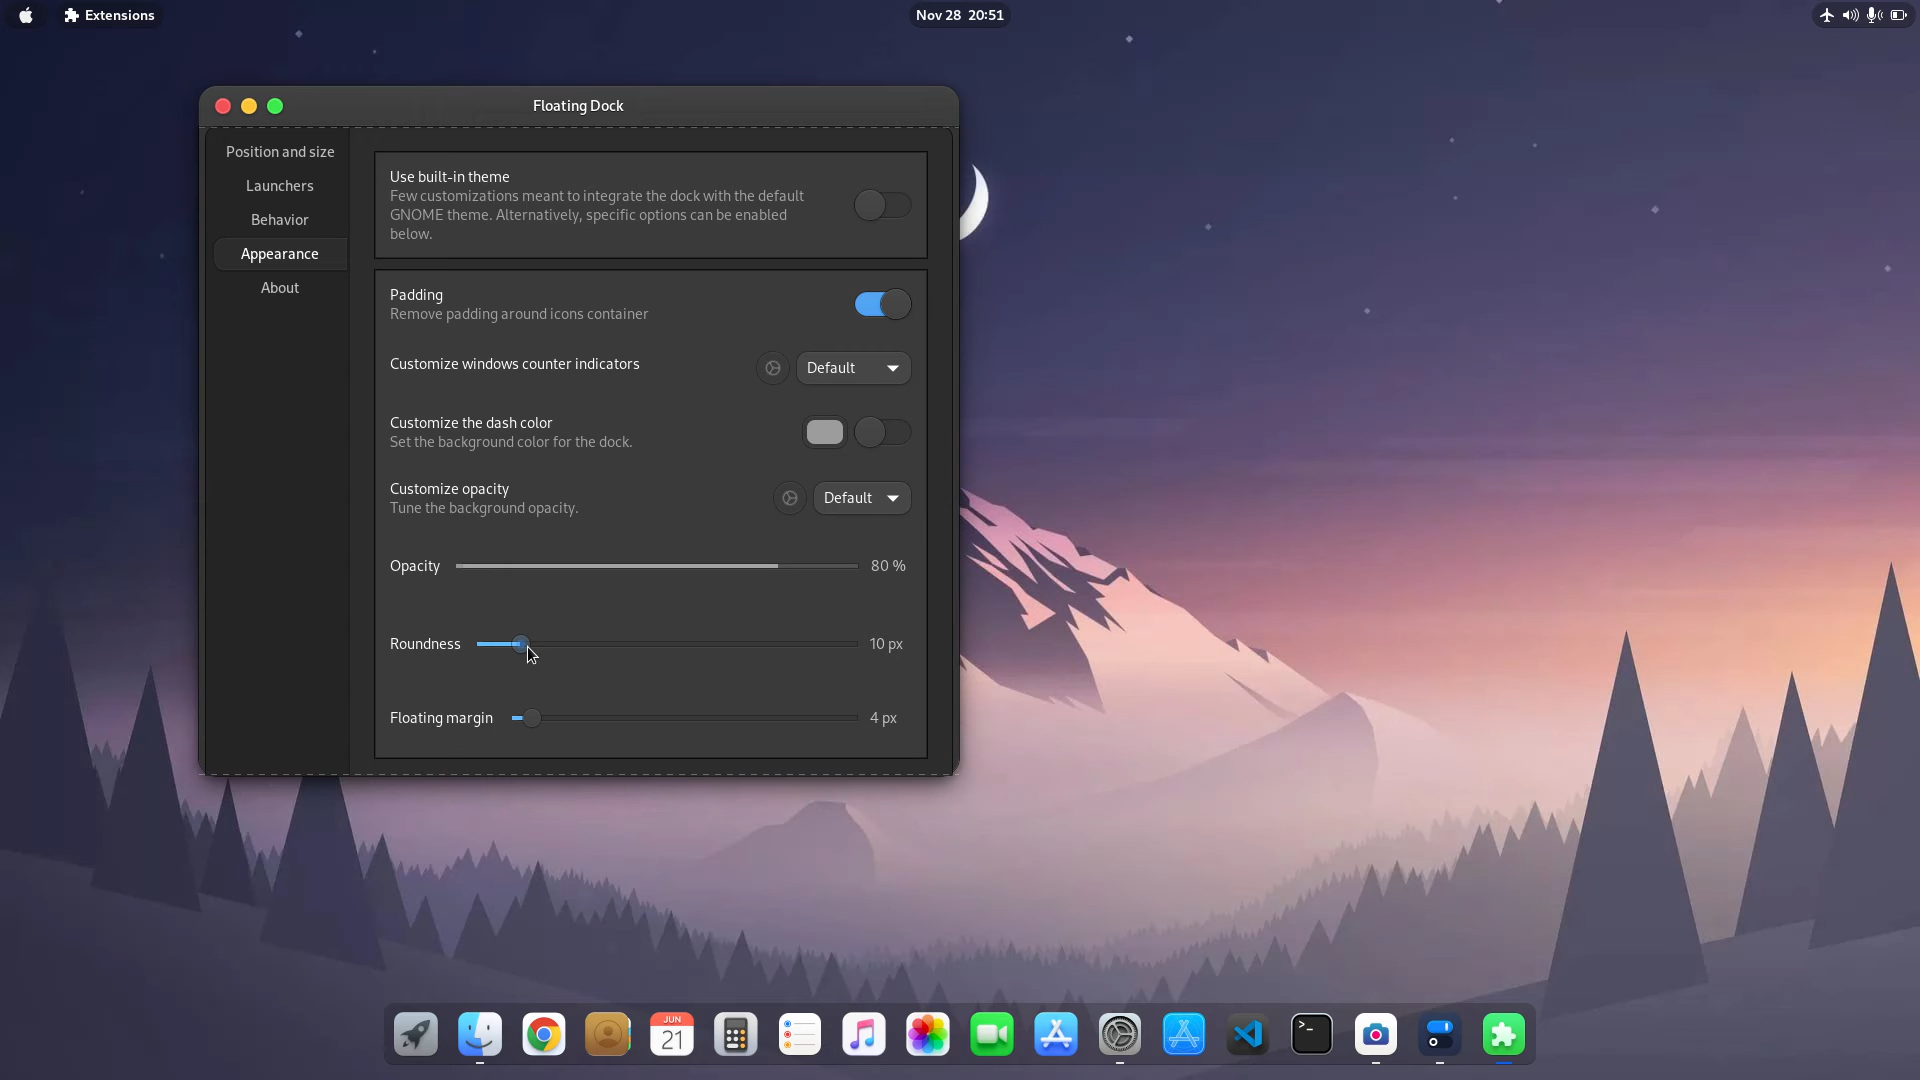 Extensions
Nov 28 20:51
Floating Dock
Position and size
Launchers
Behavior
Appearance
About
Use built-in theme
Few customizations meant to integrate the dock with the default
GNOME theme. Alternatively, specific options can be enabled
below.
Padding
Remove padding around icons container
Customize windows counter indicators
Default
Customize the dash color
Set the background color for the dock.
Customize opacity
Tune the background opacity.
Default
Opacity
80 %
Roundness
10 px
Floating margin
4 px
JUN
21
>_